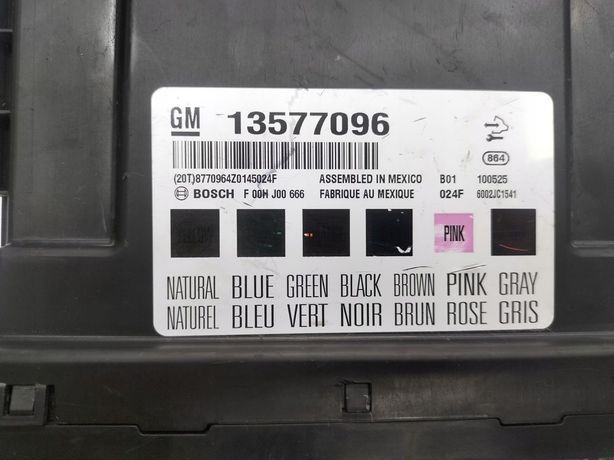 GM 13577096
864
(20T)8770964Z0145024F ASSEMBLED IN MEXICO B01 100525
BOSCH F 00H J00 666 FABRIQUE AU MEXIQUE 024F 6002JC1541
PINK
NATURAL BLUE GREEN BLACK BROWN PINK GRAY
NATUREL BLEU VERT NOIR BRUN ROSE GRIS